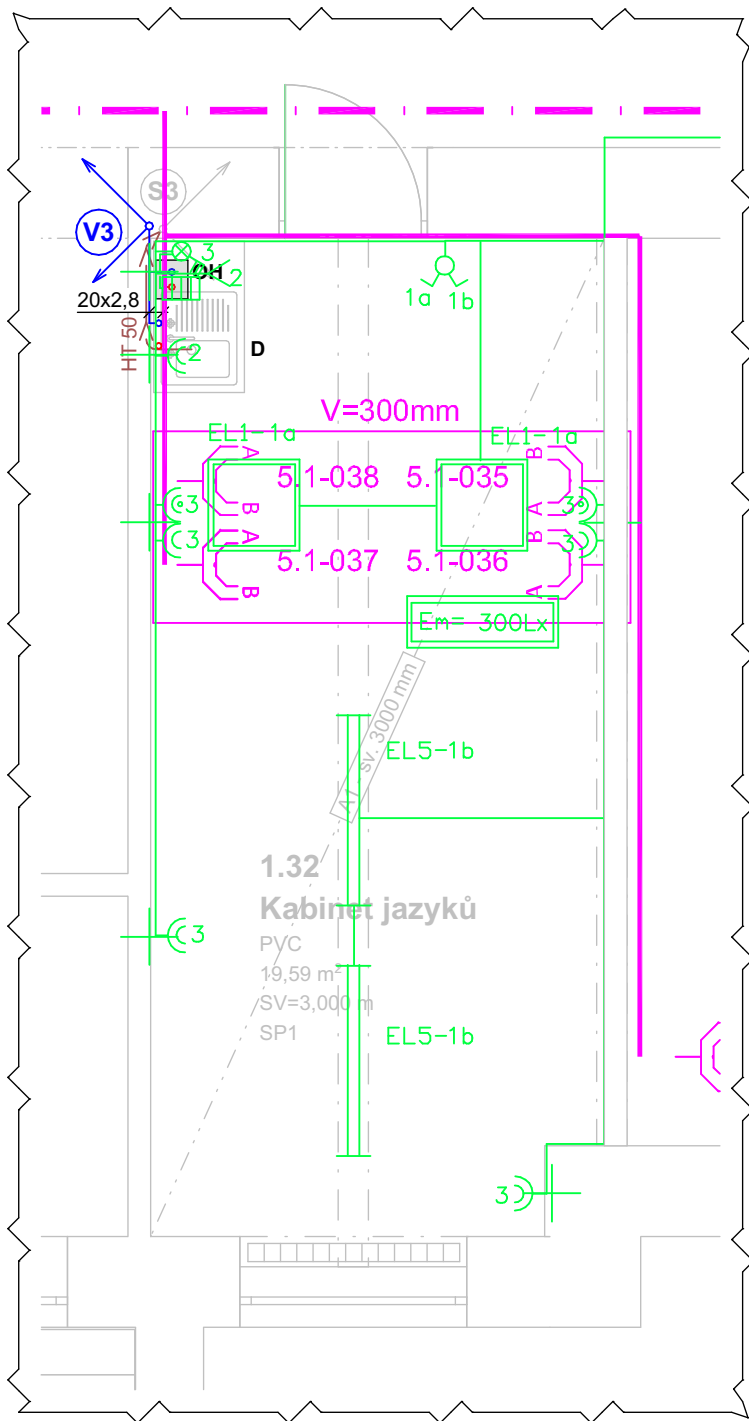 S3
V3
3
2
ØH
1a 1b
20x2,8
HT 50
2
D
V=300mm
EL1-1a
EL1-1a
A
5.1-038
5.1-035
B
3
B
A
3
3
A
B
3
5.1-037
5.1-036
B
A
Em= 300Lx
A1 sv. 3000 mm
EL5-1b
1.32
Kabinet jazyků
3
PVC
19,59 m²
SV=3,000 m
SP1
EL5-1b
3